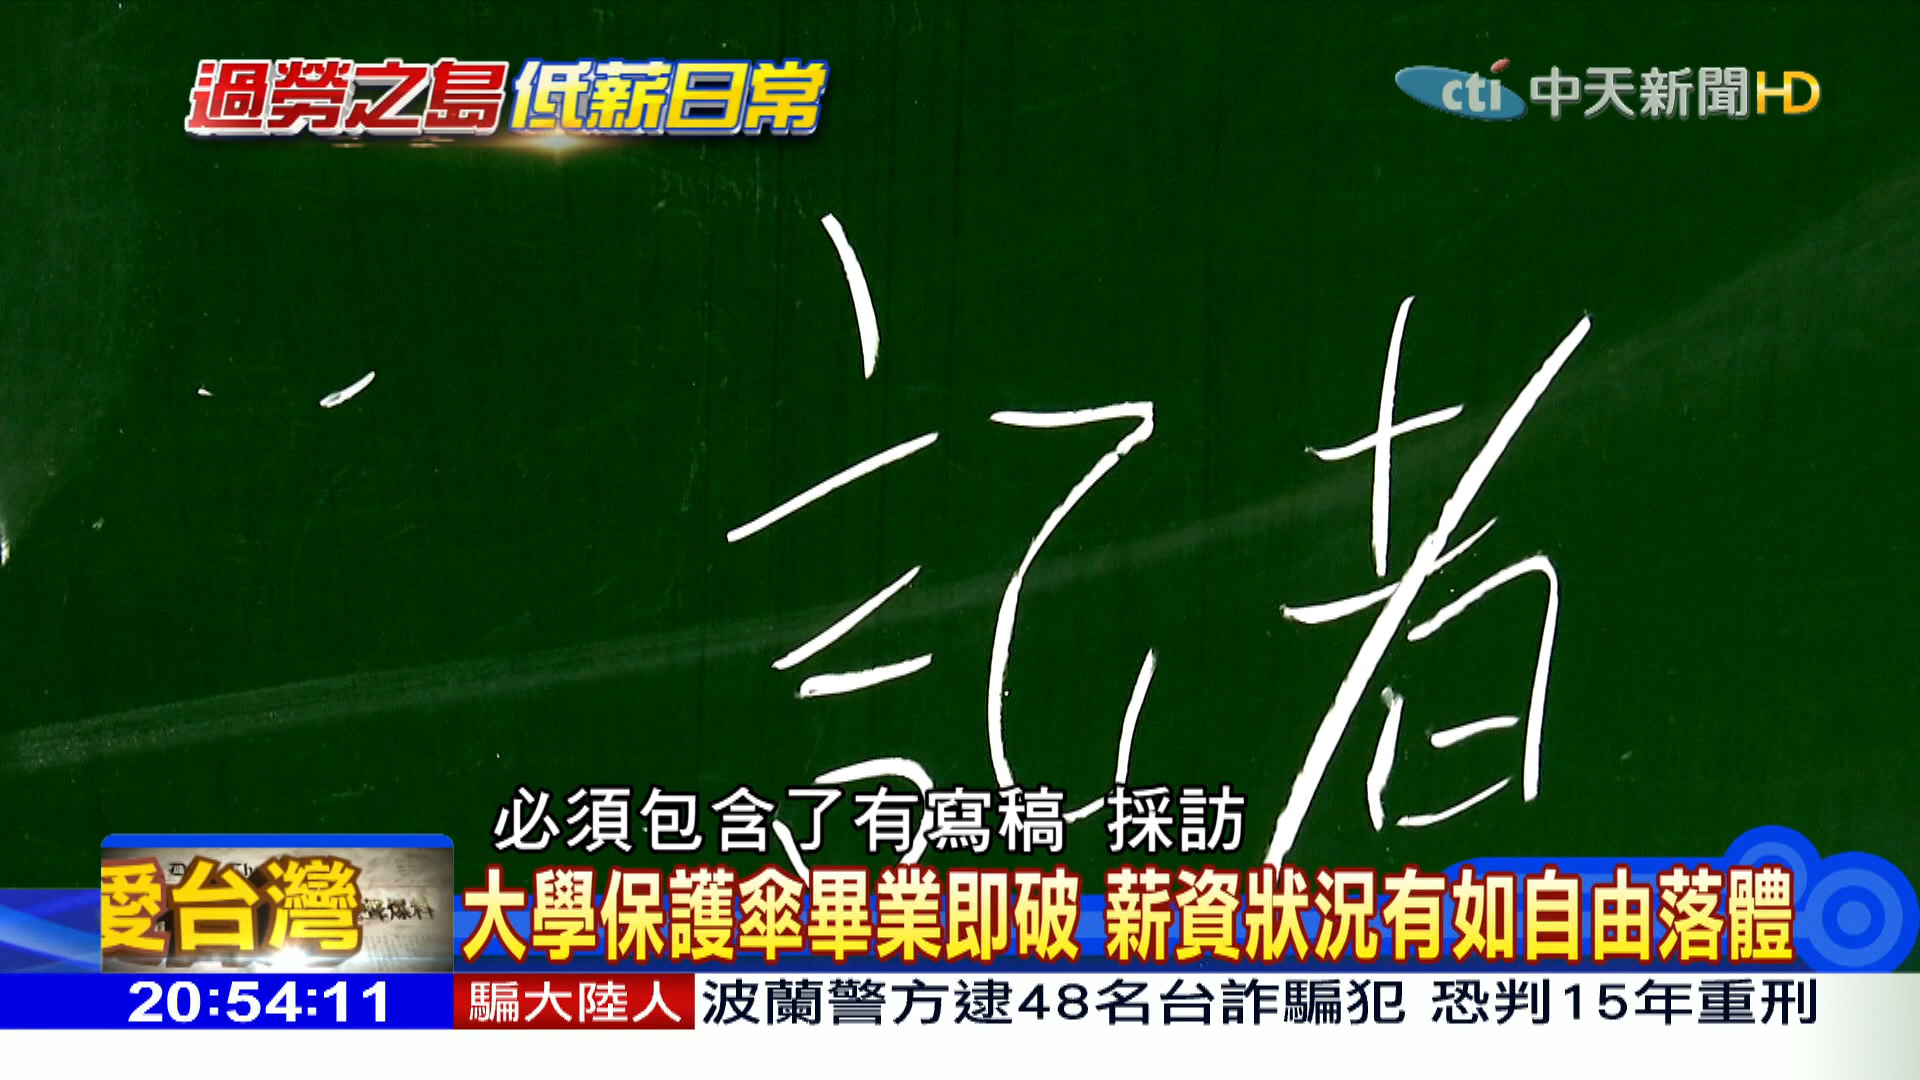 過勞之島 低薪日常
cti 中天新聞HD
記者
必須包含了有寫稿 採訪
愛台灣
大學保護傘畢業即破 薪資狀況有如自由落體
20:54:11
騙大陸人 波蘭警方逮48名台詐騙犯 恐判15年重刑